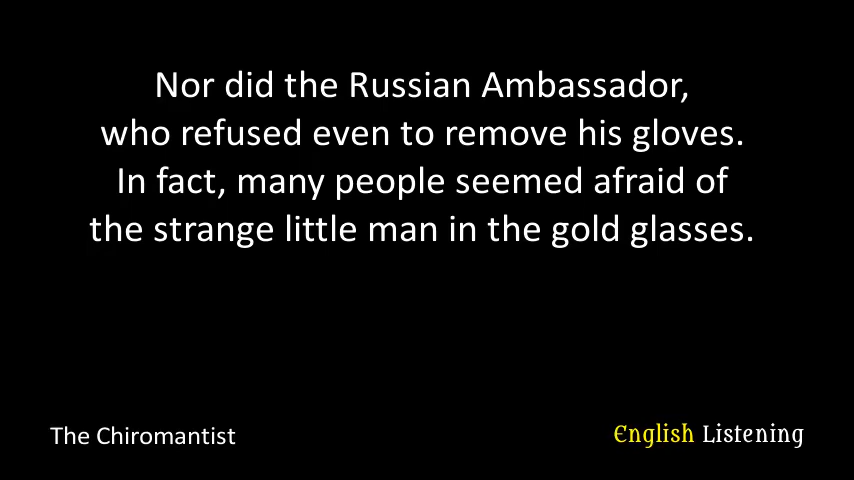 Nor did the Russian Ambassador,
who refused even to remove his gloves.
In fact, many people seemed afraid of
the strange little man in the gold glasses.
The Chiromantist
English Listening